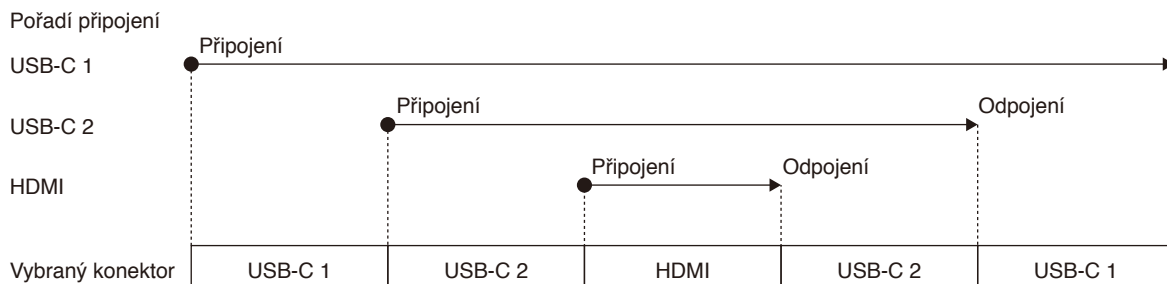 Pořadí připojení
Připojení
USB-C 1
Připojení Odpojení
USB-C 2
Připojení Odpojení
HDMI
Vybraný konektor USB-C 1 USB-C 2 HDMI USB-C 2 USB-C 1